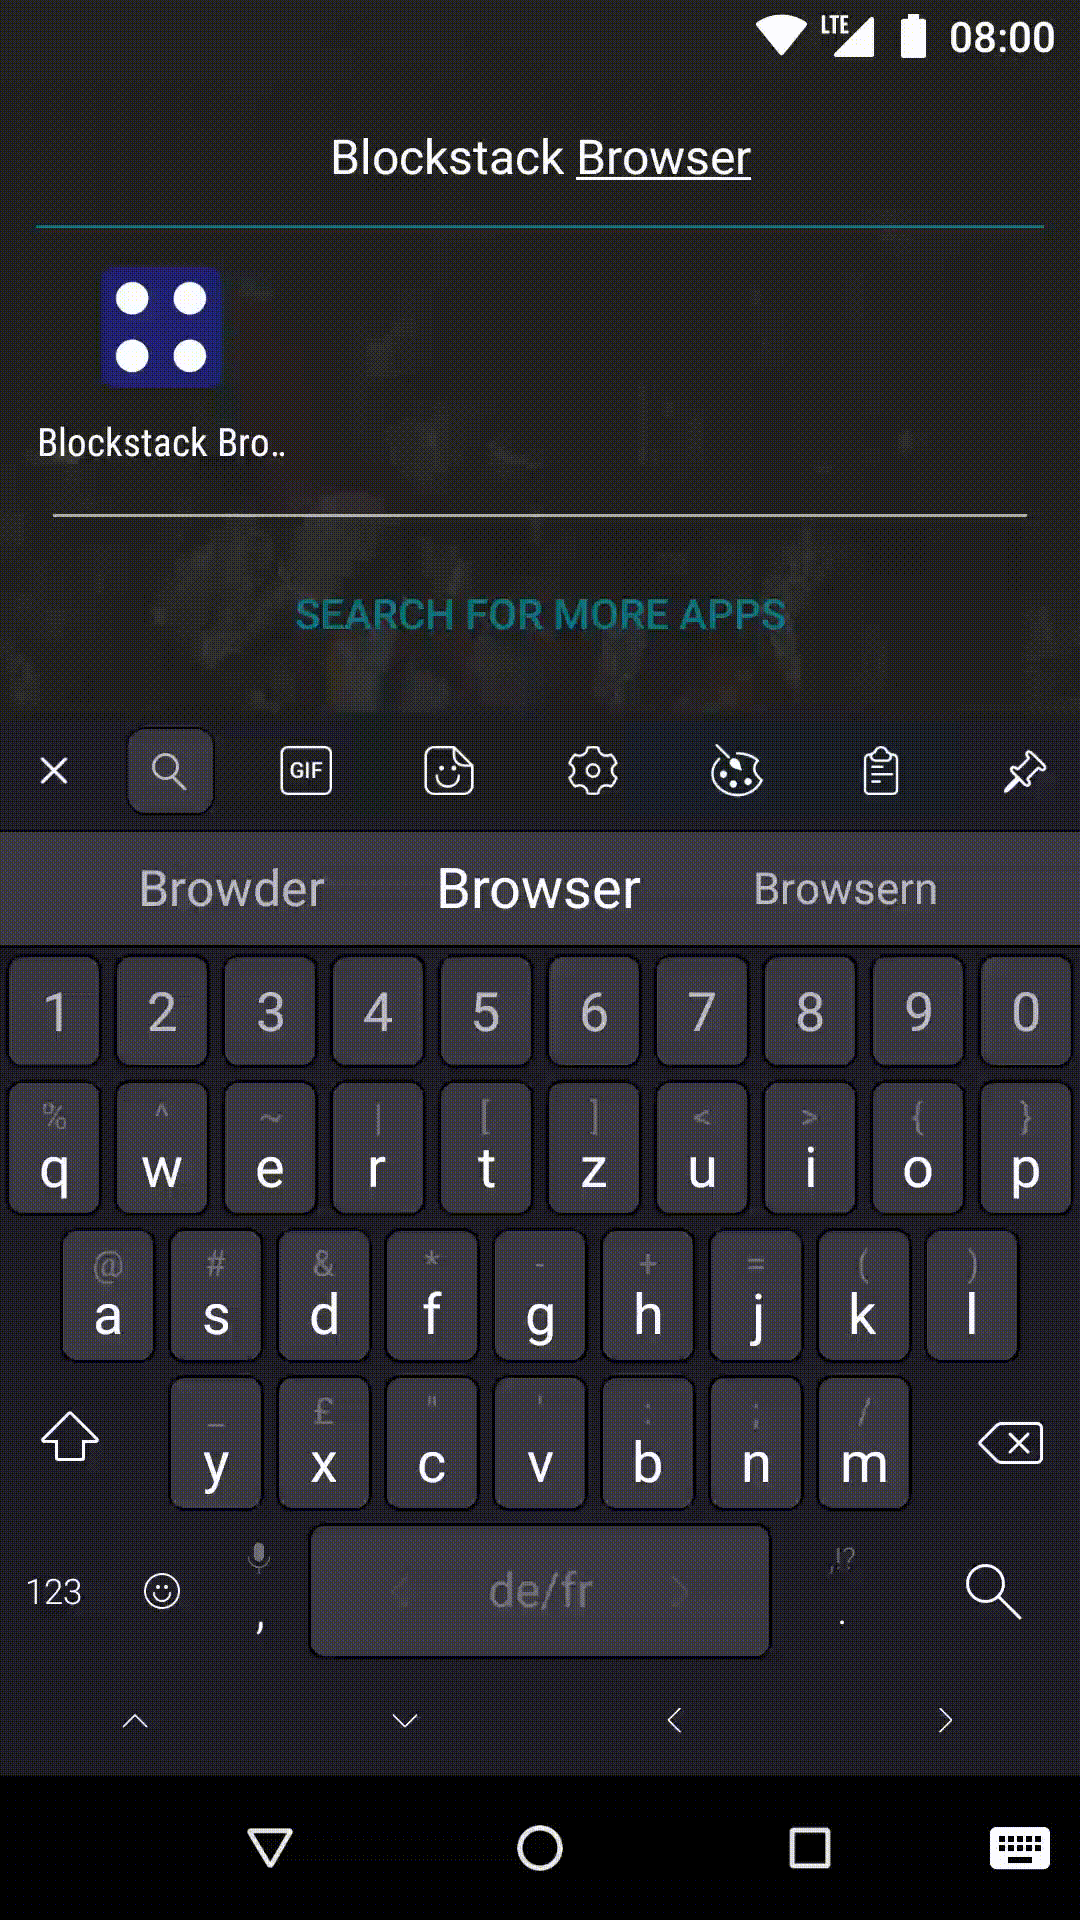 LTE 08:00
Blockstack Browser
Blockstack Bro..
SEARCH FOR MORE APPS
GIF
Browder Browser Browsern
1 2 3 4 5 6 7 8 9 0
% ^ ~ | [ ] < > { }
q w e r t z u i o p
@ # & * - + = ( )
a s d f g h j k l
_ £ " ' : ; /
y x c v b n m
,!?
123 , de/fr .